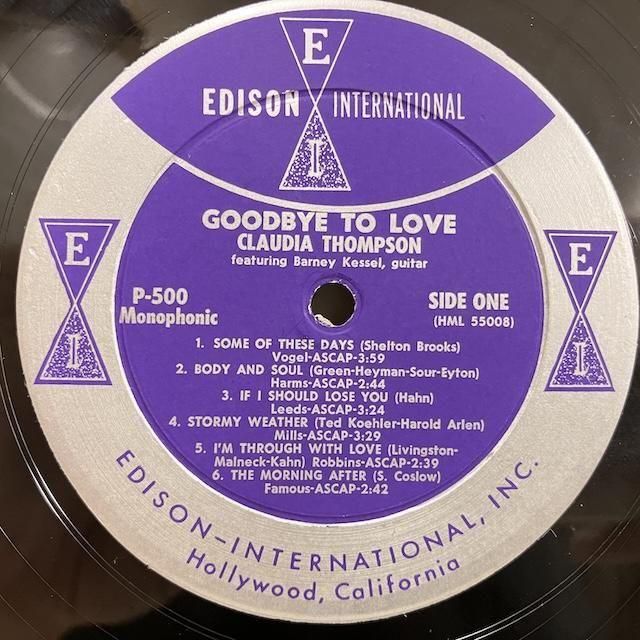 E
EDISON INTERNATIONAL
I
GOODBYE TO LOVE
CLAUDIA THOMPSON
featuring Barney Kessel, guitar
E
I
P-500
Monophonic
SIDE ONE
(HML 55008)
E
I
1. SOME OF THESE DAYS (Shelton Brooks)
Vogel-ASCAP-3:59
2. BODY AND SOUL (Green-Heyman-Sour-Eyton)
Harms-ASCAP-2:44
3. IF I SHOULD LOSE YOU (Hahn)
Leeds-ASCAP-3:24
4. STORMY WEATHER (Ted Koehler-Harold Arlen)
Mills-ASCAP-3:29
5. I'M THROUGH WITH LOVE (Livingston-
Malneck-Kahn) Robbins-ASCAP-2:39
6. THE MORNING AFTER (S. Coslow)
Famous-ASCAP-2:42
EDISON-INTERNATIONAL, INC.
Hollywood, California